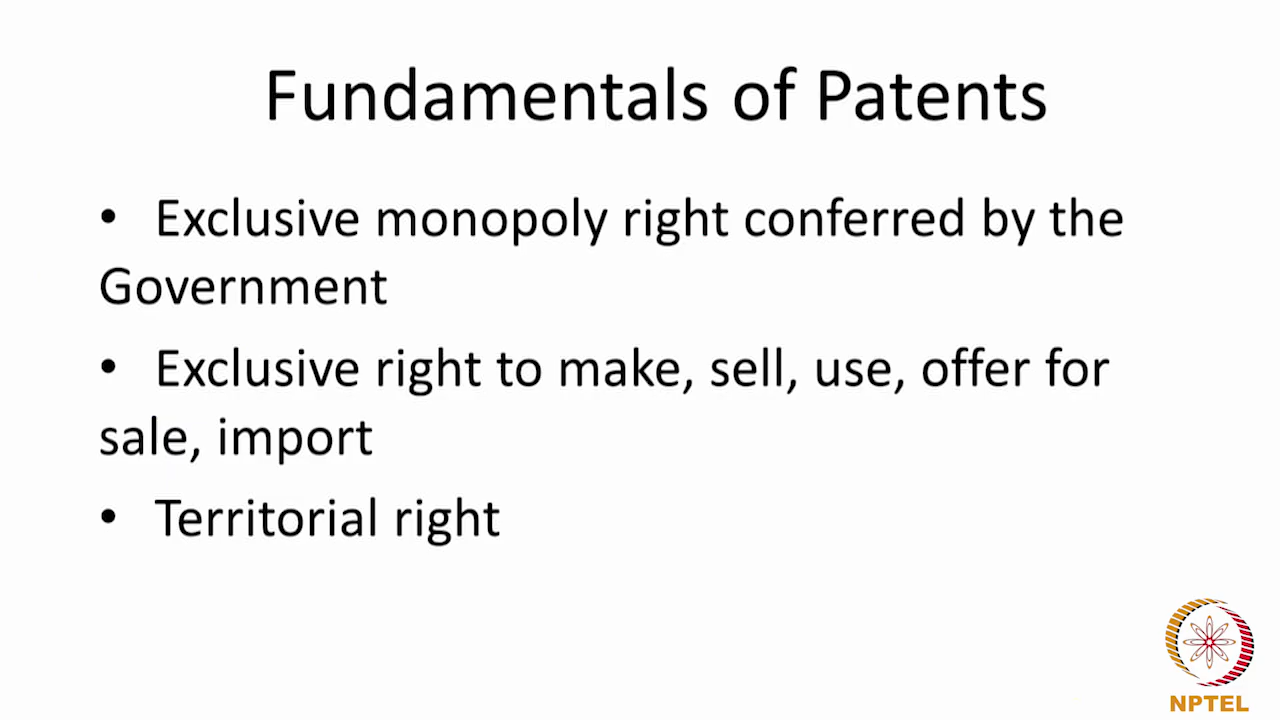 Fundamentals of Patents
• Exclusive monopoly right conferred by the
Government
• Exclusive right to make, sell, use, offer for
sale, import
• Territorial right
NPTEL